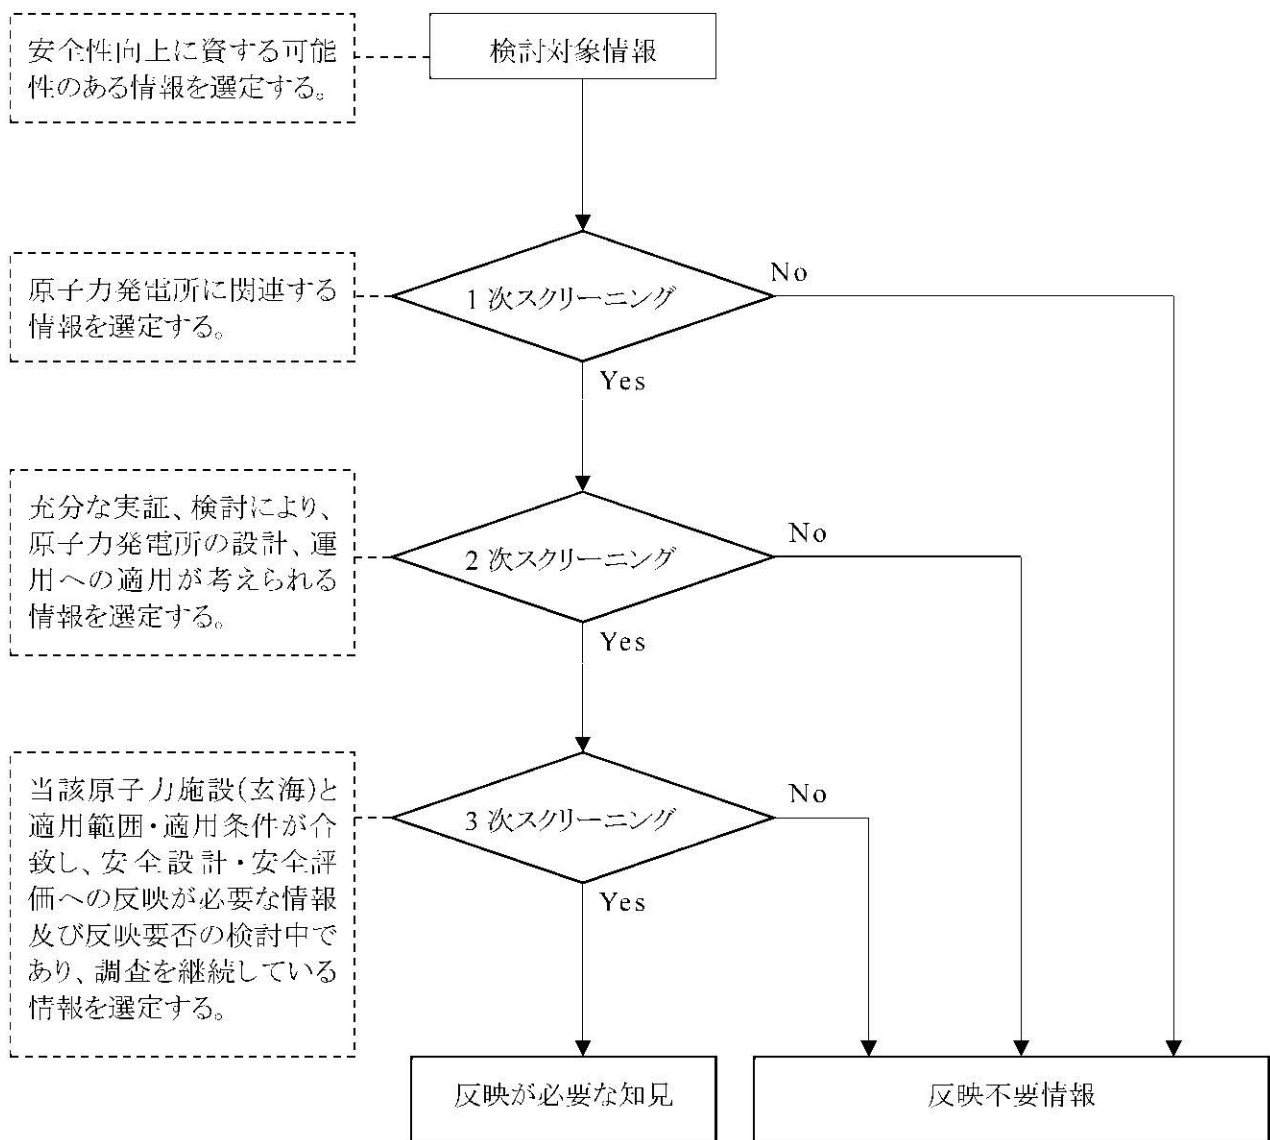 安全性向上に資する可能
性のある情報を選定する。
検討対象情報
原子力発電所に関連する
情報を選定する。
1 次スクリーニング
No
Yes
充分な実証、検討により、
原子力発電所の設計、運
用への適用が考えられる
情報を選定する。
2 次スクリーニング
No
Yes
当該原子力施設(玄海)と
適用範囲・適用条件が合
致し、安全設計・安全評
価への反映が必要な情報
及び反映要否の検討中で
あり、調査を継続している
情報を選定する。
3 次スクリーニング
No
Yes
反映が必要な知見
反映不要情報